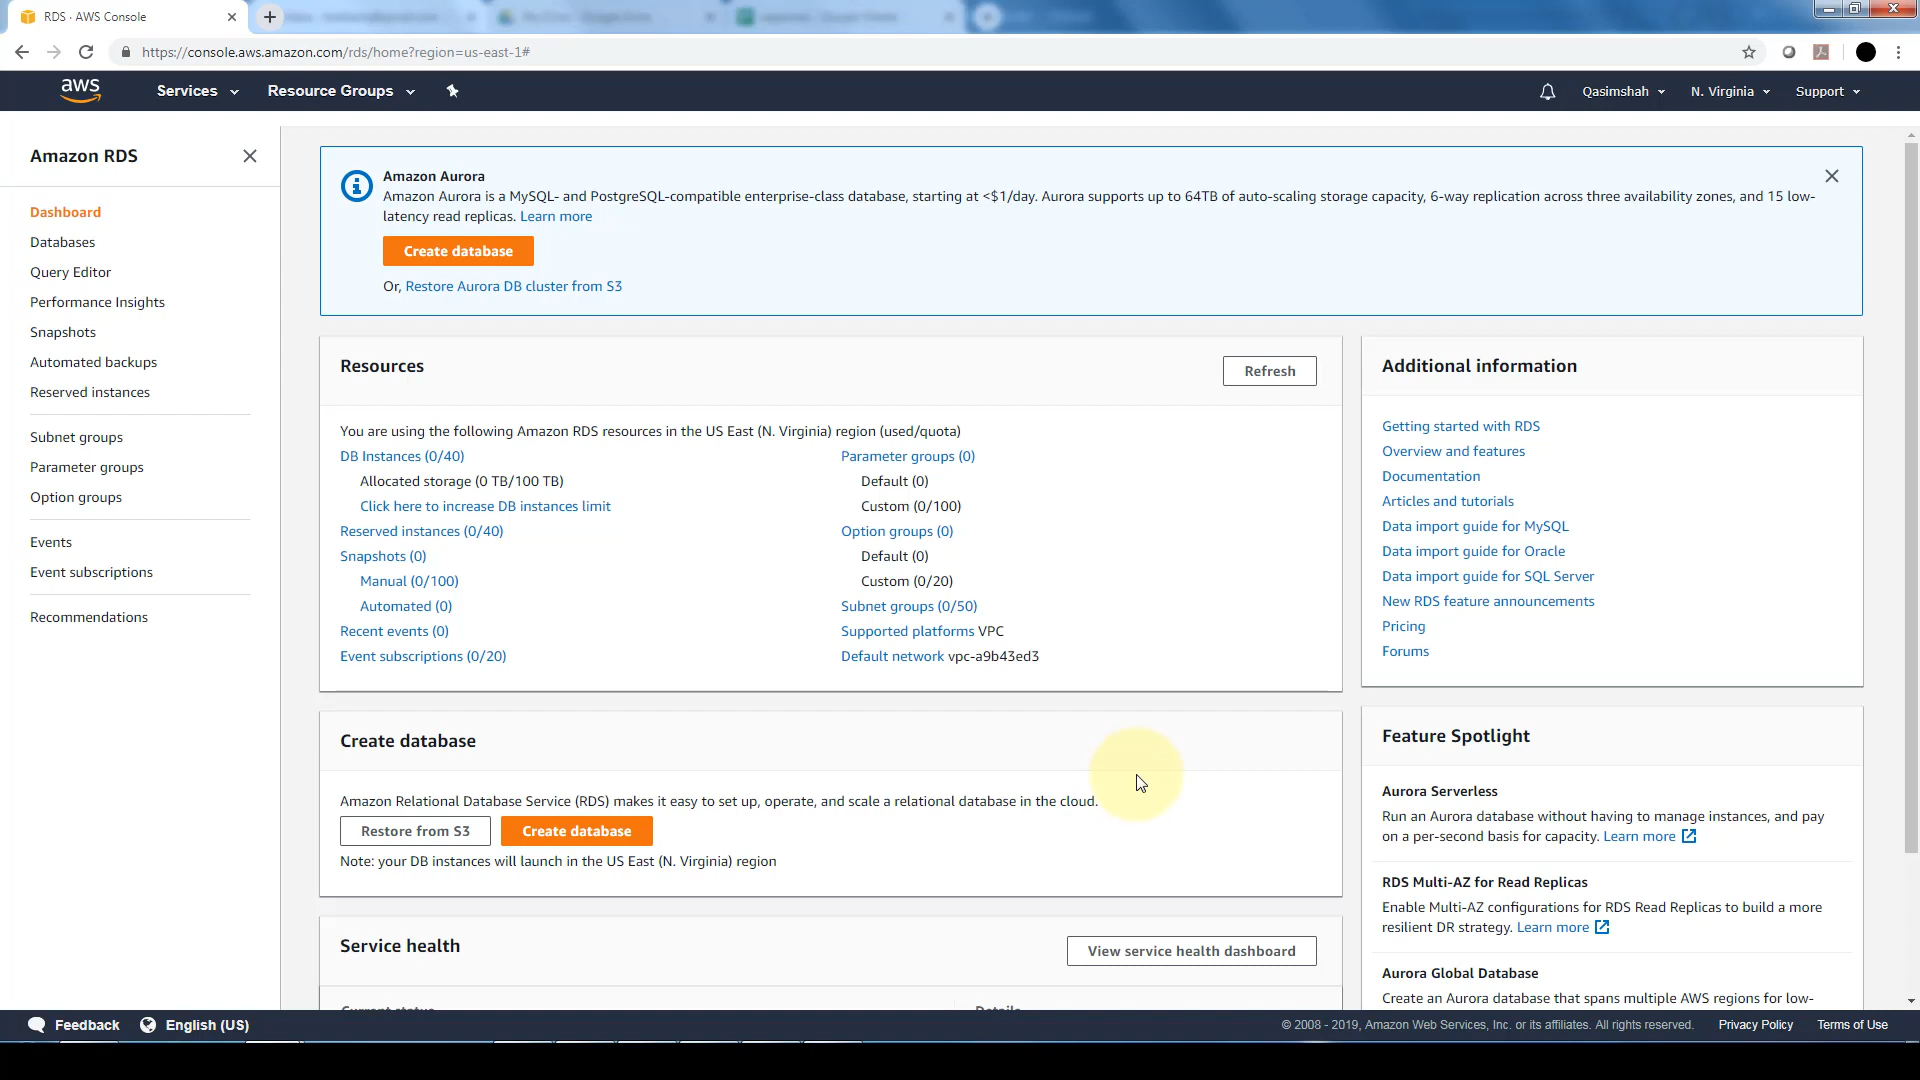 RDS · AWS Console
https://console.aws.amazon.com/rds/home?region=us-east-1#
aws
Services
Resource Groups
Qasimshah
N. Virginia
Support
Amazon RDS
Dashboard
Databases
Query Editor
Performance Insights
Snapshots
Automated backups
Reserved instances
Subnet groups
Parameter groups
Option groups
Events
Event subscriptions
Recommendations
Amazon Aurora
Amazon Aurora is a MySQL- and PostgreSQL-compatible enterprise-class database, starting at <$1/day. Aurora supports up to 64TB of auto-scaling storage capacity, 6-way replication across three availability zones, and 15 low-
latency read replicas. Learn more
Create database
Or, Restore Aurora DB cluster from S3
Resources
Refresh
You are using the following Amazon RDS resources in the US East (N. Virginia) region (used/quota)
DB Instances (0/40)
Allocated storage (0 TB/100 TB)
Click here to increase DB instances limit
Reserved instances (0/40)
Snapshots (0)
Manual (0/100)
Automated (0)
Recent events (0)
Event subscriptions (0/20)
Parameter groups (0)
Default (0)
Custom (0/100)
Option groups (0)
Default (0)
Custom (0/20)
Subnet groups (0/50)
Supported platforms VPC
Default network vpc-a9b43ed3
Create database
Amazon Relational Database Service (RDS) makes it easy to set up, operate, and scale a relational database in the cloud.
Restore from S3
Create database
Note: your DB instances will launch in the US East (N. Virginia) region
Service health
View service health dashboard
Current status
Details
Additional information
Getting started with RDS
Overview and features
Documentation
Articles and tutorials
Data import guide for MySQL
Data import guide for Oracle
Data import guide for SQL Server
New RDS feature announcements
Pricing
Forums
Feature Spotlight
Aurora Serverless
Run an Aurora database without having to manage instances, and pay
on a per-second basis for capacity. Learn more
RDS Multi-AZ for Read Replicas
Enable Multi-AZ configurations for RDS Read Replicas to build a more
resilient DR strategy. Learn more
Aurora Global Database
Create an Aurora database that spans multiple AWS regions for low-
Feedback
English (US)
© 2008 - 2019, Amazon Web Services, Inc. or its affiliates. All rights reserved.
Privacy Policy
Terms of Use